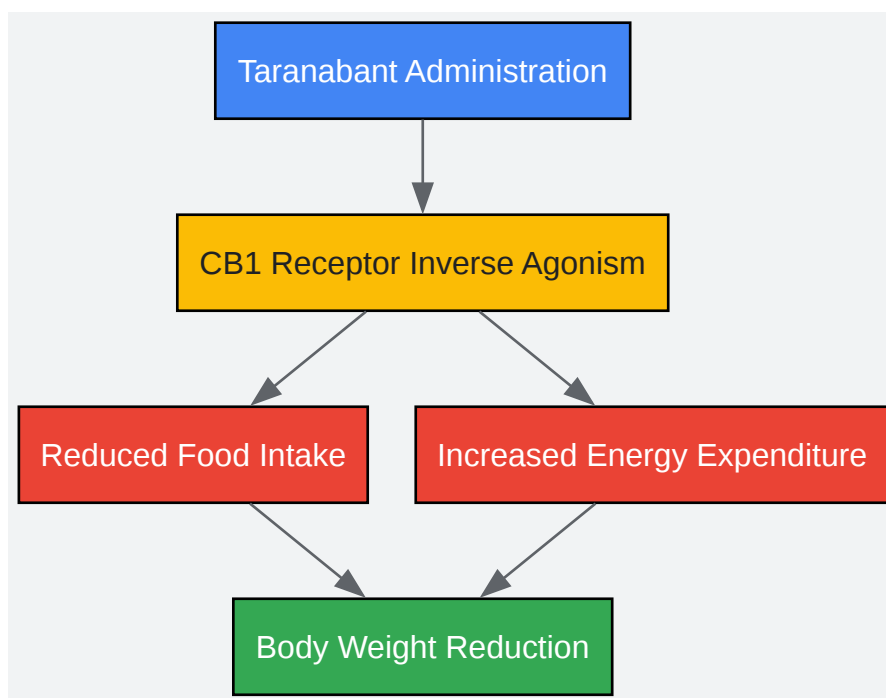 Taranabant Administration
CB1 Receptor Inverse Agonism
Reduced Food Intake
Increased Energy Expenditure
Body Weight Reduction